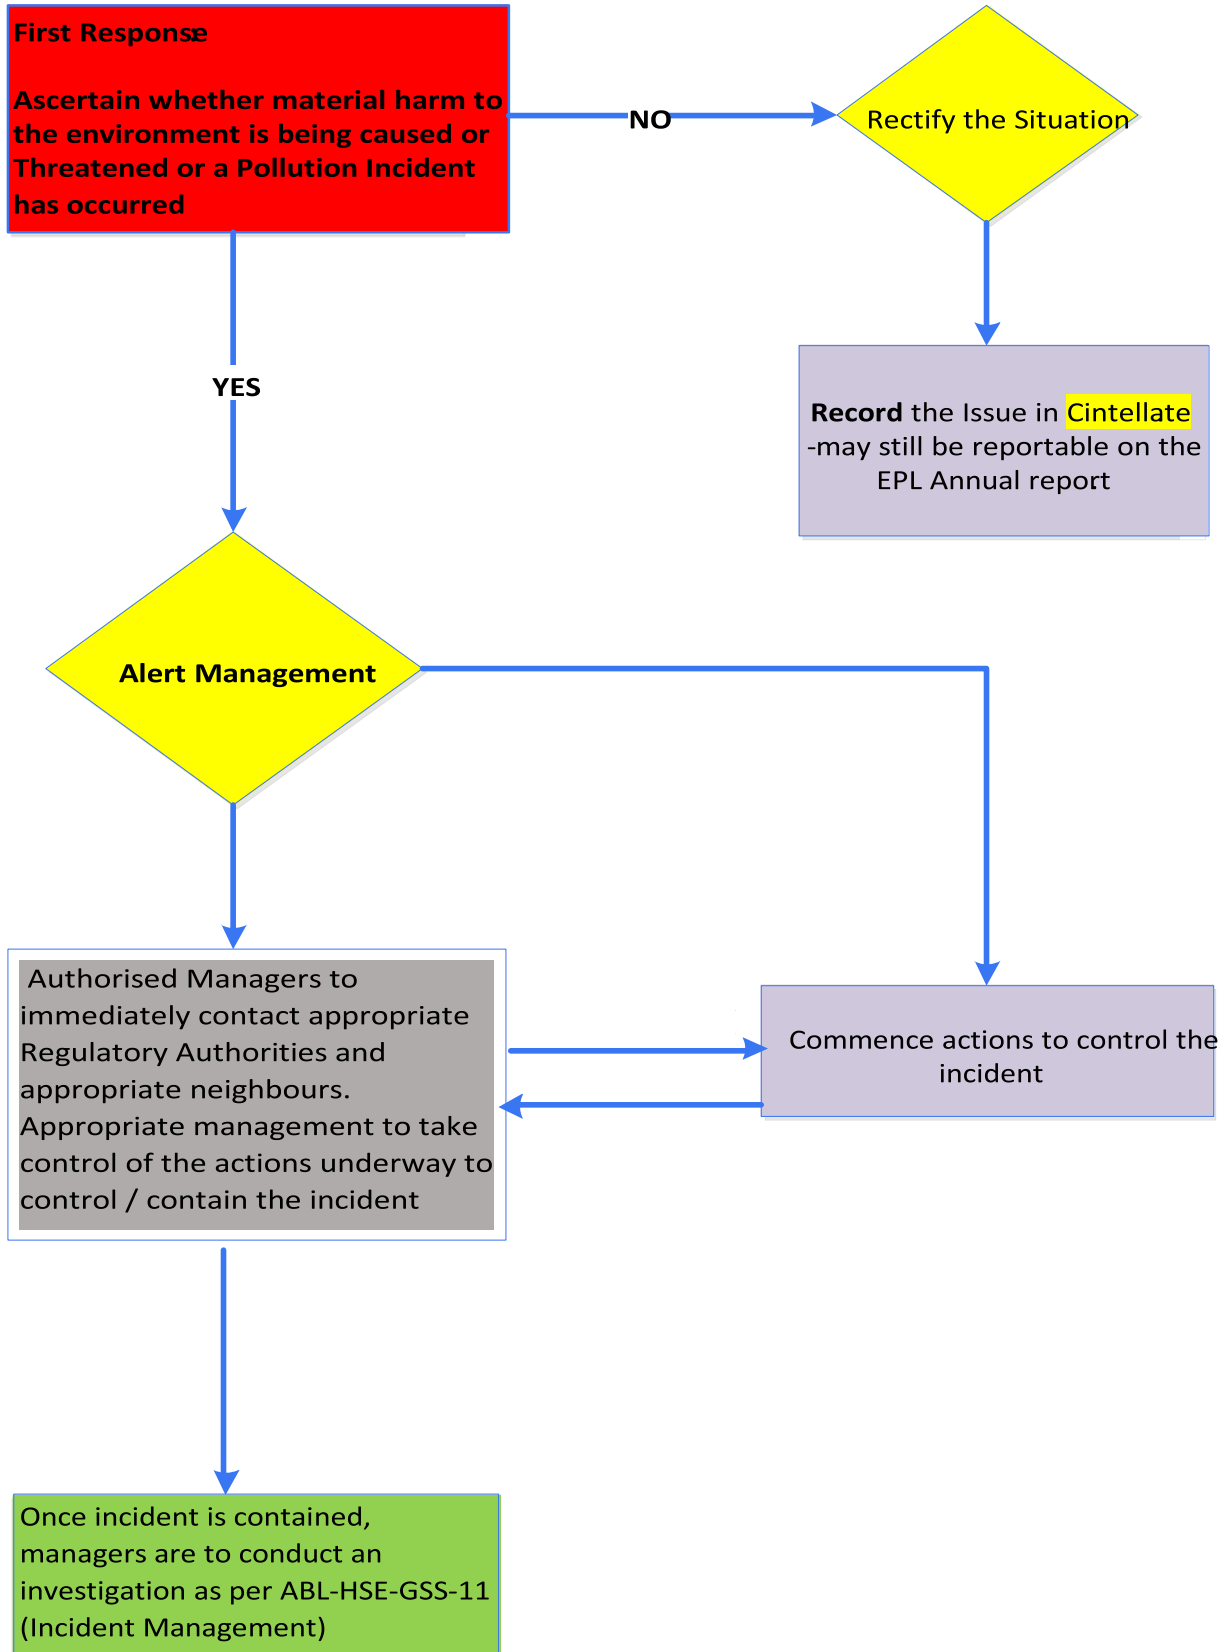 First Response:
Ascertain whether material harm to
the environment is being caused or
Threatened or a Pollution Incident
has occurred
NO
Rectify the Situation
Record the Issue in Cintellate
-may still be reportable on the
EPL Annual report.
YES
Alert Management
Authorised Managers to
immediately contact appropriate
Regulatory Authorities and
appropriate neighbours.
Appropriate management to take
control of the actions underway to
control / contain the incident
Commence actions to control the
incident
Once incident is contained,
managers are to conduct an
investigation as per ABL-HSE-GSS-11
(Incident Management)